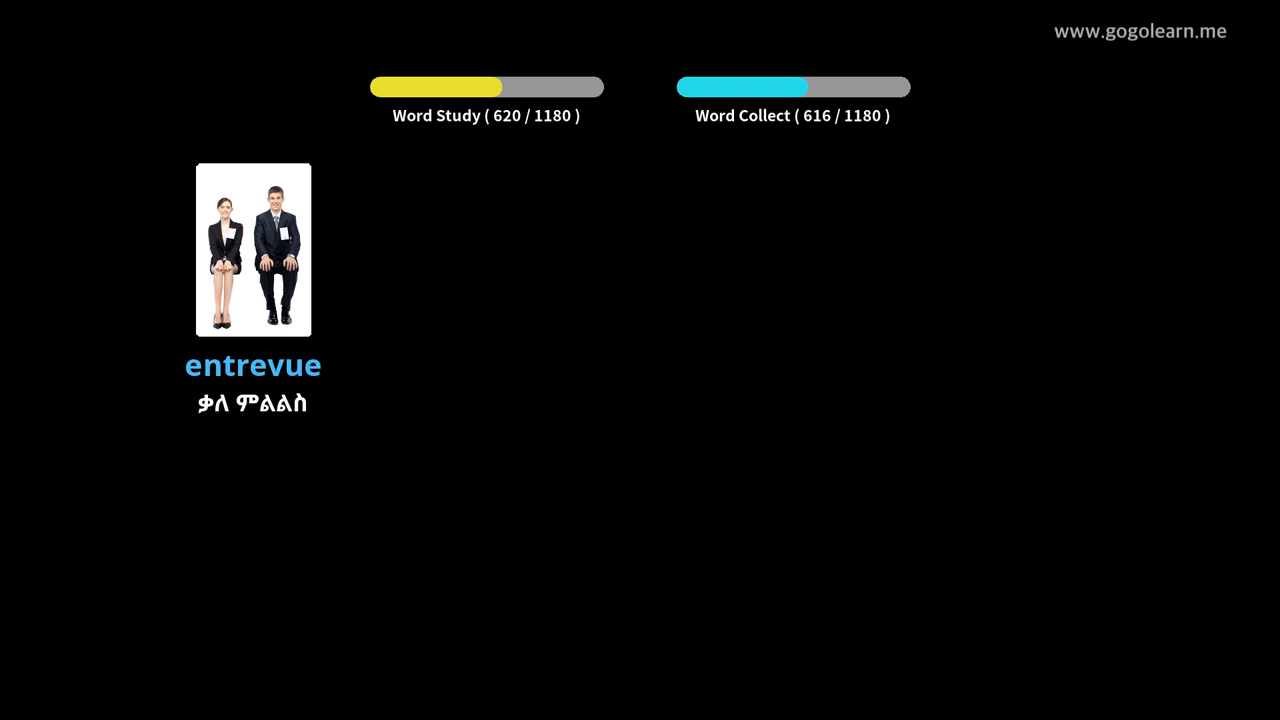 www.gogolearn.me
Word Study ( 620 / 1180 )
Word Collect ( 616 / 1180 )
entrevue
ቃለ ምልልስ